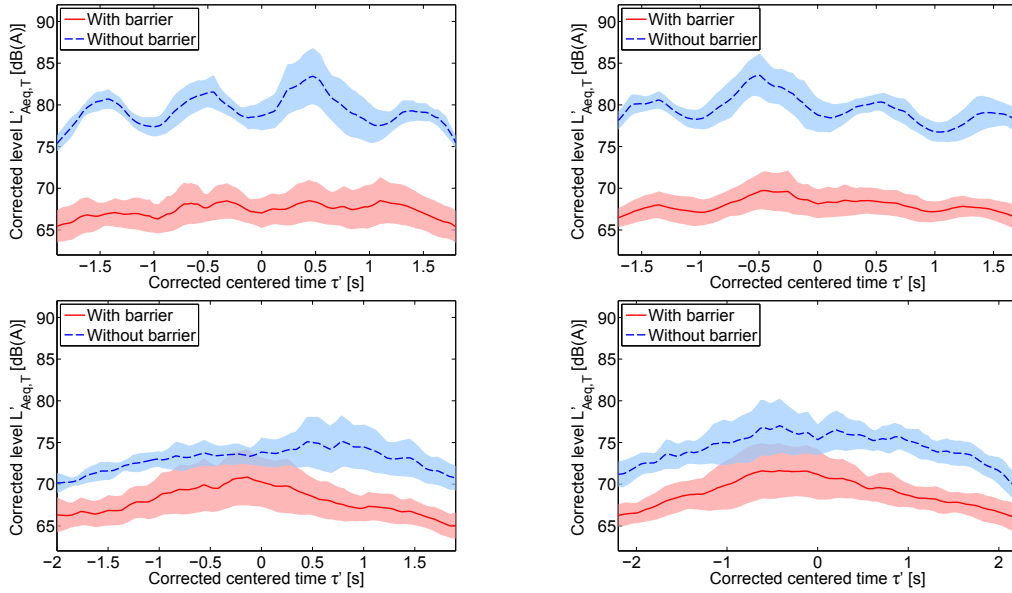 90
85
80
75
70
65
Corrected level L'Aeq,T [dB(A)]
With barrier
Without barrier
−1.5 −1 −0.5 0 0.5 1 1.5
Corrected centered time τ' [s]
90
85
80
75
70
65
Corrected level L'Aeq,T [dB(A)]
With barrier
Without barrier
−1.5 −1 −0.5 0 0.5 1 1.5
Corrected centered time τ' [s]
90
85
80
75
70
65
Corrected level L'Aeq,T [dB(A)]
With barrier
Without barrier
−2 −1.5 −1 −0.5 0 0.5 1 1.5
Corrected centered time τ' [s]
90
85
80
75
70
65
Corrected level L'Aeq,T [dB(A)]
With barrier
Without barrier
−2 −1 0 1 2
Corrected centered time τ' [s]